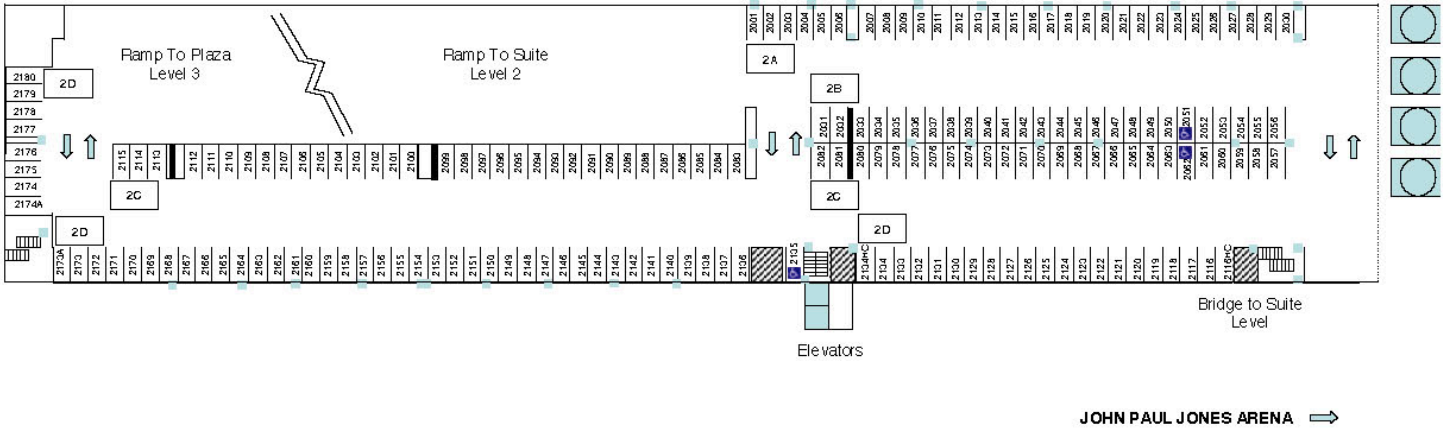 2001 2002 2003 2004 2005 2006 2007 2008 2009 2010 2011 2012 2013 2014 2015 2016 2017 2018 2019 2020 2021 2022 2023 2024 2025 2026 2027 2028 2029 2030
Ramp To Plaza
Level 3
Ramp To Suite
Level 2
2A
2180
2179
2178
2177
2176
2175
2174
2174A
2D
2B
2031 2032 2033 2034 2035 2036 2037 2038 2039 2040 2041 2042 2043 2044 2045 2046 2047 2048 2049 2050 2051 2052 2053 2054 2055 2056
2115 2114 2113 2112 2111 2110 2109 2108 2107 2106 2105 2104 2103 2102 2101 2100 2099 2098 2097 2096 2095 2094 2093 2092 2091 2090 2089 2088 2087 2086 2085 2084 2083
2082 2081 2080 2079 2078 2077 2076 2075 2074 2073 2072 2071 2070 2069 2068 2067 2066 2065 2064 2063 2062 2061 2060 2059 2058 2057
2C
2C
2D
2D
2173A 2173 2172 2171 2170 2169 2168 2167 2166 2165 2164 2163 2162 2161 2160 2159 2158 2157 2156 2155 2154 2153 2152 2151 2150 2149 2148 2147 2146 2145 2144 2143 2142 2141 2140 2139 2138 2137 2136 2135 2134HC 2134 2133 2132 2131 2130 2129 2128 2127 2126 2125 2124 2123 2122 2121 2120 2119 2118 2117 2116 2116HC
Bridge to Suite
Level
Elevators
JOHN PAUL JONES ARENA